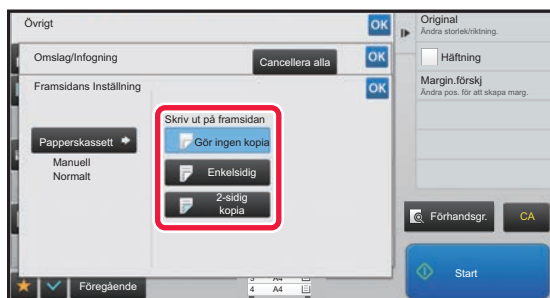 Övrigt
OK
Omslag/Infogning
Cancellera alla
OK
Framsidans Inställning
OK
Skriv ut på framsidan
Papperskassett
Gör ingen kopia
Manuell
Normalt
Enkelsidig
2-sidig
kopia
Föregående
A4
4 A4
Original
Ändra storlek/riktning.
Häftning
Margin.förskj
Ändra pos. för att skapa marg.
Förhandsgr.
CA
Start